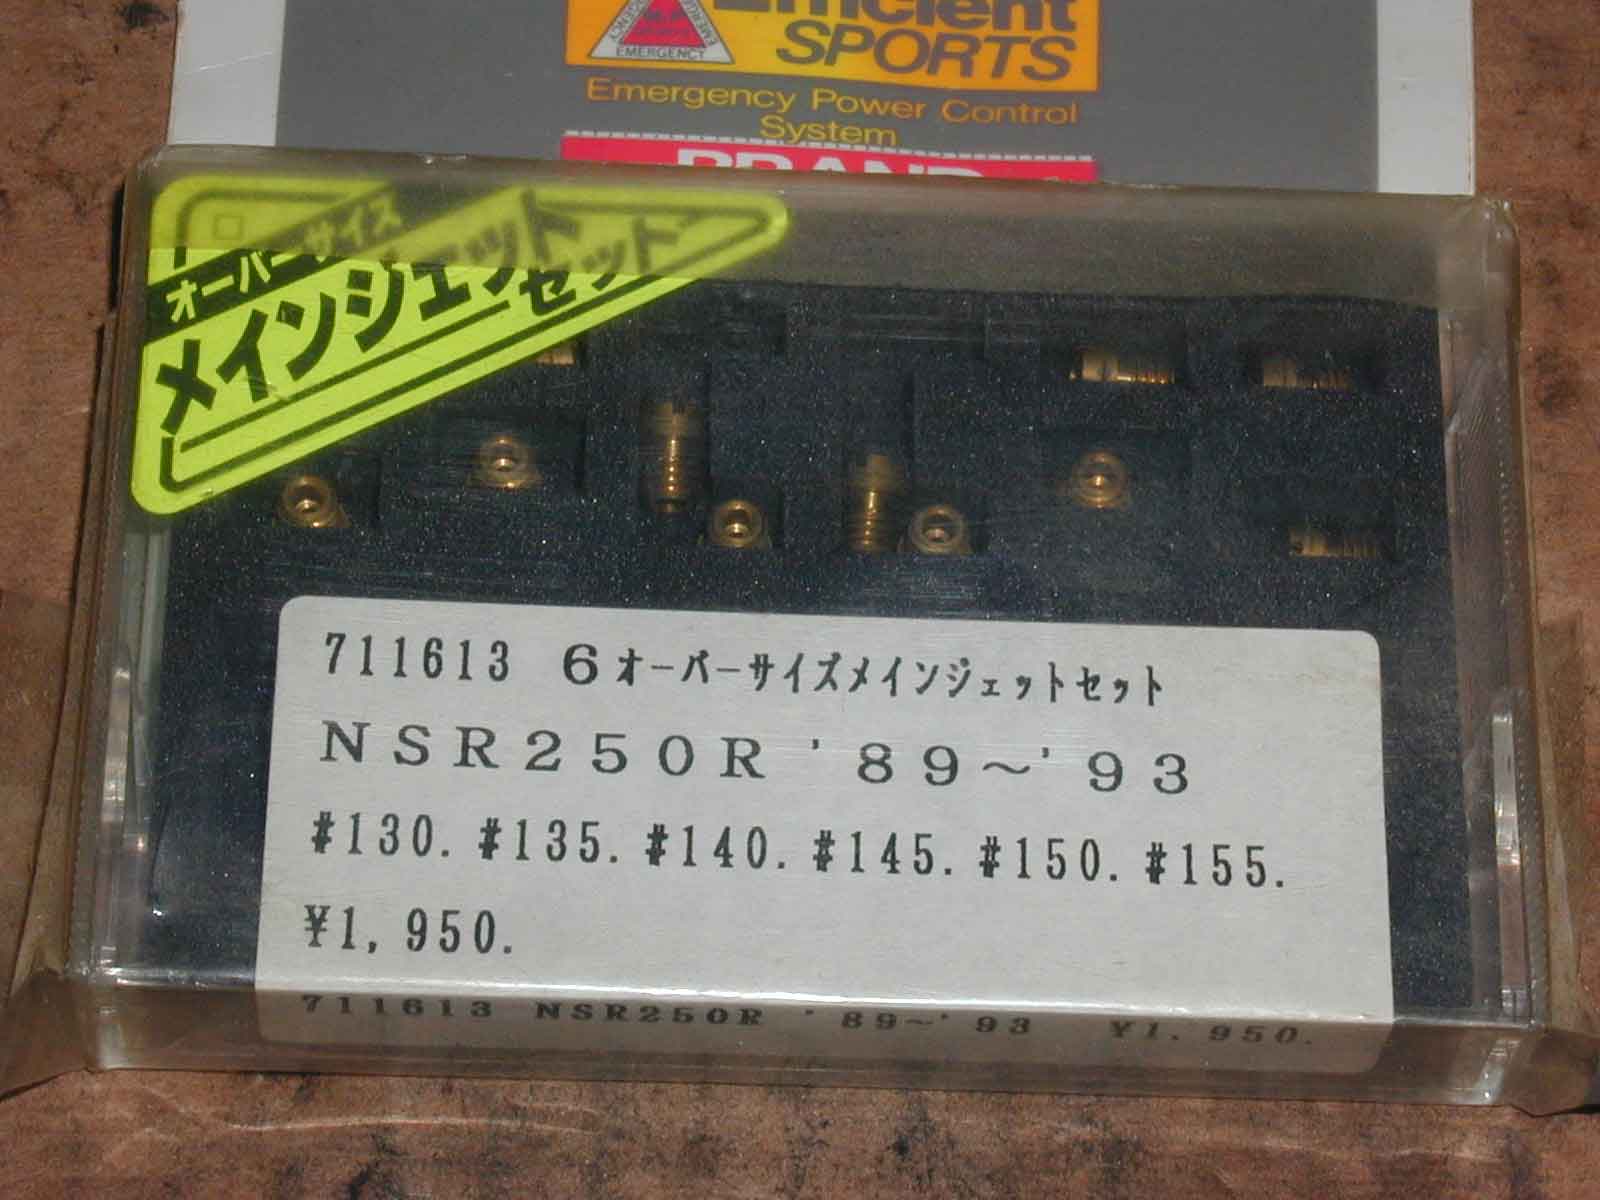 EMERGENCY
Efficient
SPORTS
Emergency Power Control
System
BRAND
オーバーサイズ
メインジェット
セット
711613 6オーバーサイズメインジェットセット
NSR250R '89～'93
#130. #135. #140. #145. #150. #155.
¥1,950.
711613 NSR250R '89～'93 ¥1.950.